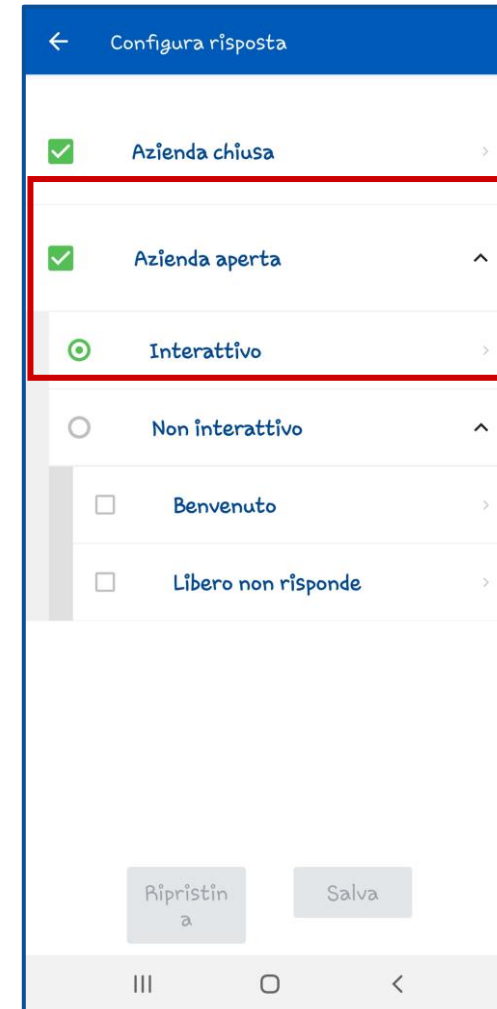 Configura risposta
Azienda chiusa
Azienda aperta
Interattivo
Non interattivo
Benvenuto
Libero non risponde
Ripristin
a
Salva